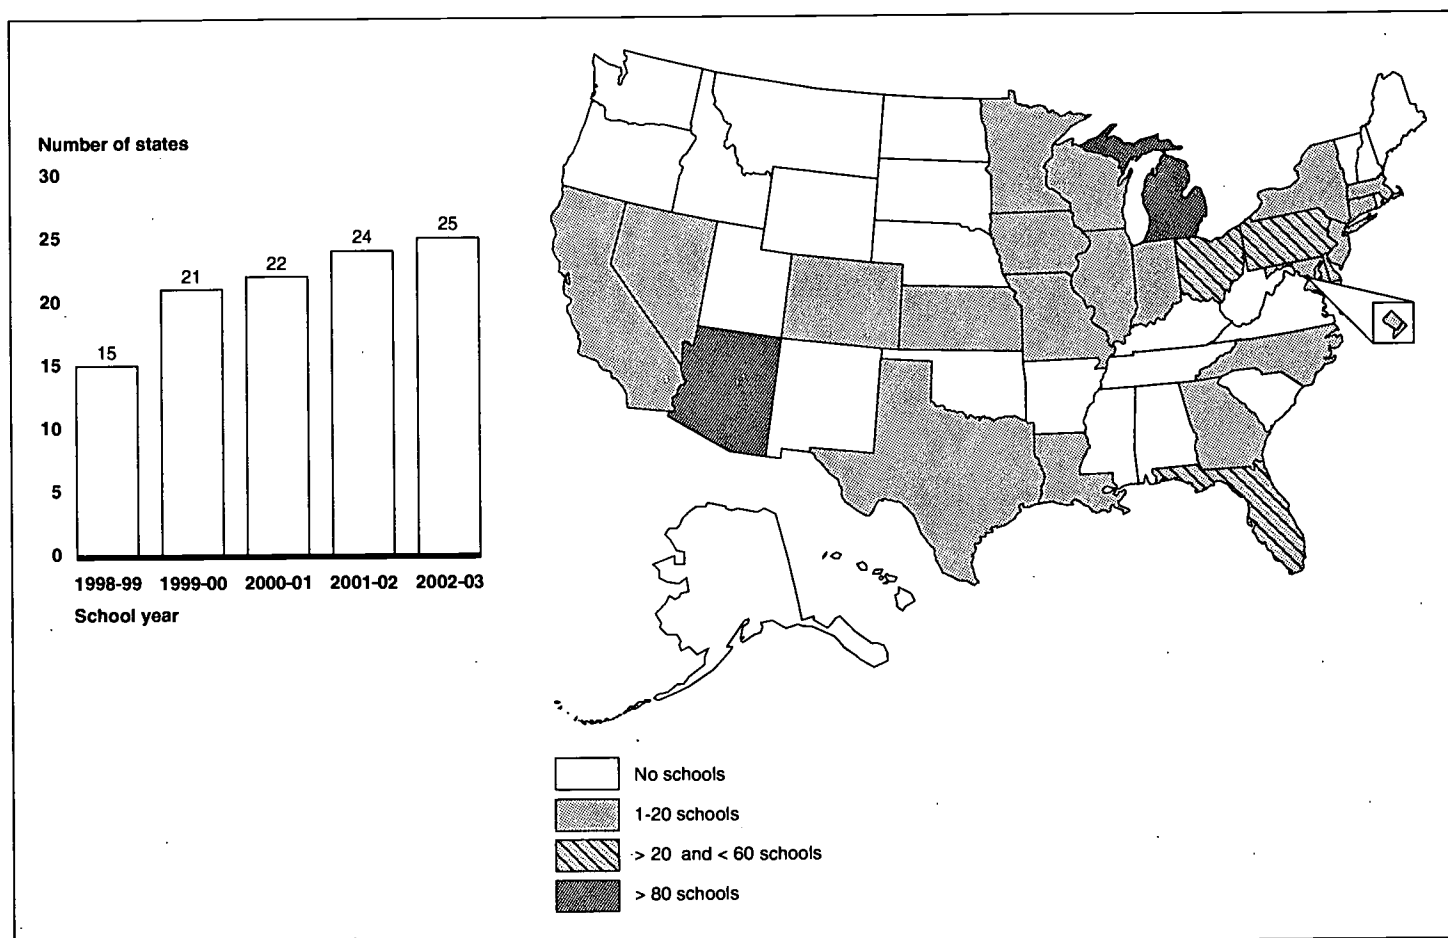 Number of states
30
25
20
15
10
5
0
15
21
22
24
25
1998-99 1999-00 2000-01 2001-02 2002-03
School year
No schools
1-20 schools
> 20 and < 60 schools
> 80 schools